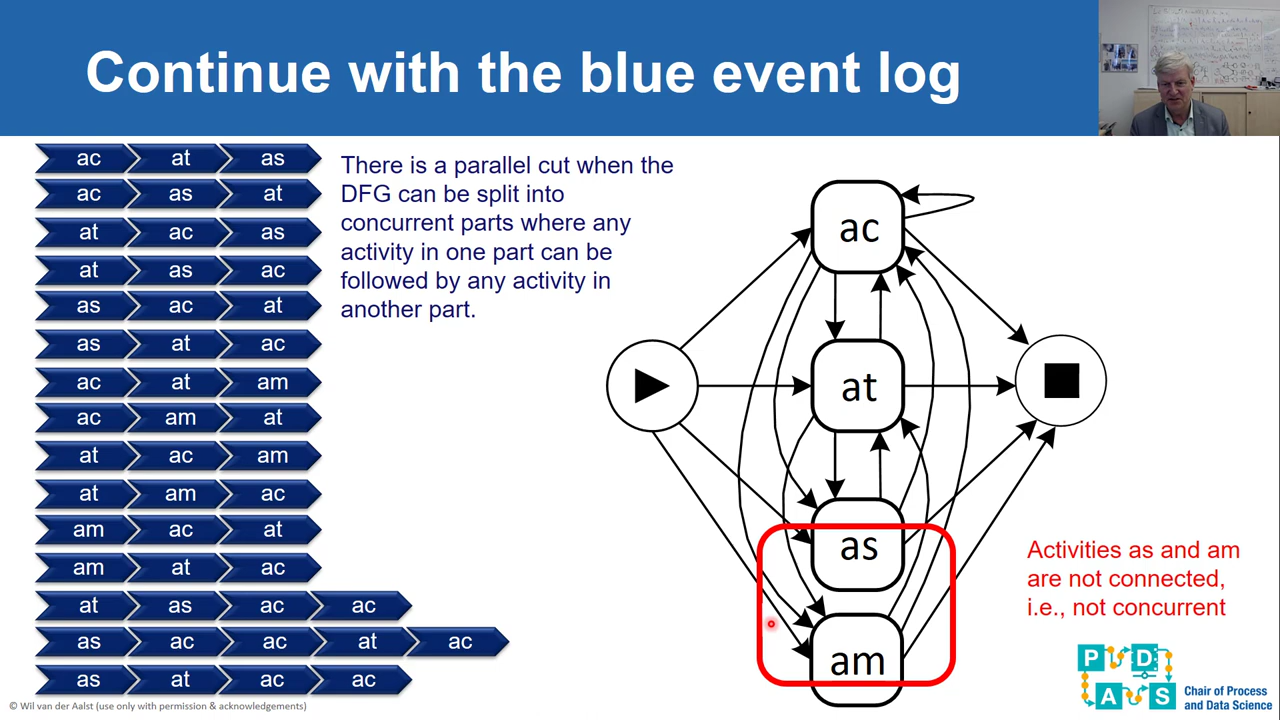 Continue with the blue event log
ac at as
ac as at
at ac as
at as ac
as ac at
as at ac
ac at am
ac am at
at ac am
at am ac
am ac at
am at ac
at as ac ac
as ac ac at ac
as at ac ac
There is a parallel cut when the
DFG can be split into
concurrent parts where any
activity in one part can be
followed by any activity in
another part.
ac
at
as
am
Activities as and am
are not connected,
i.e., not concurrent
P D
A S
Chair of Process
and Data Science
© Wil van der Aalst (use only with permission & acknowledgements)